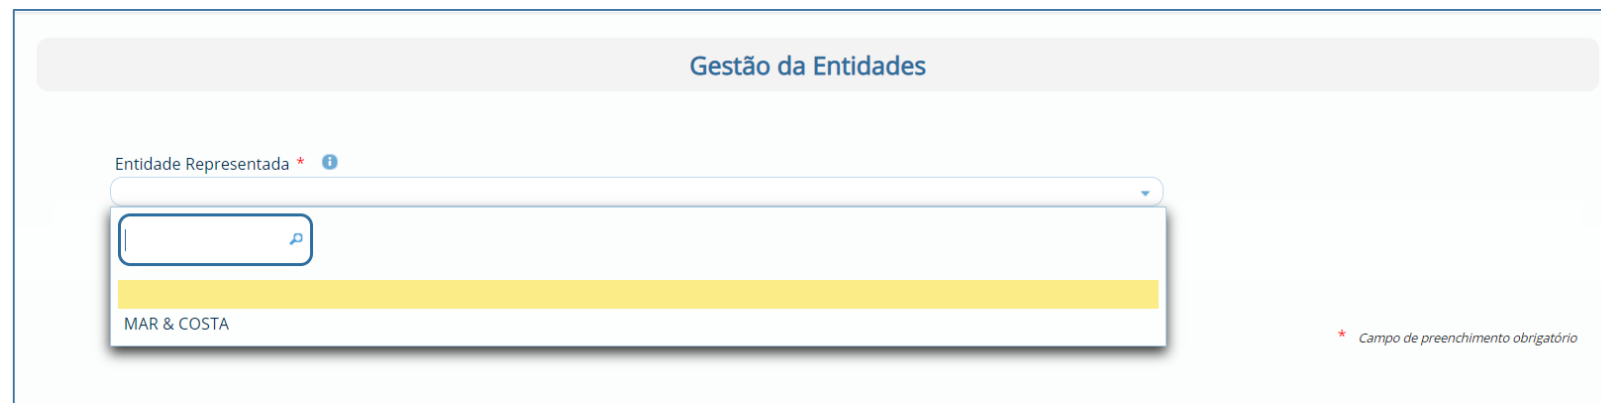 Gestão da Entidades
Entidade Representada *
MAR & COSTA
* Campo de preenchimento obrigatório